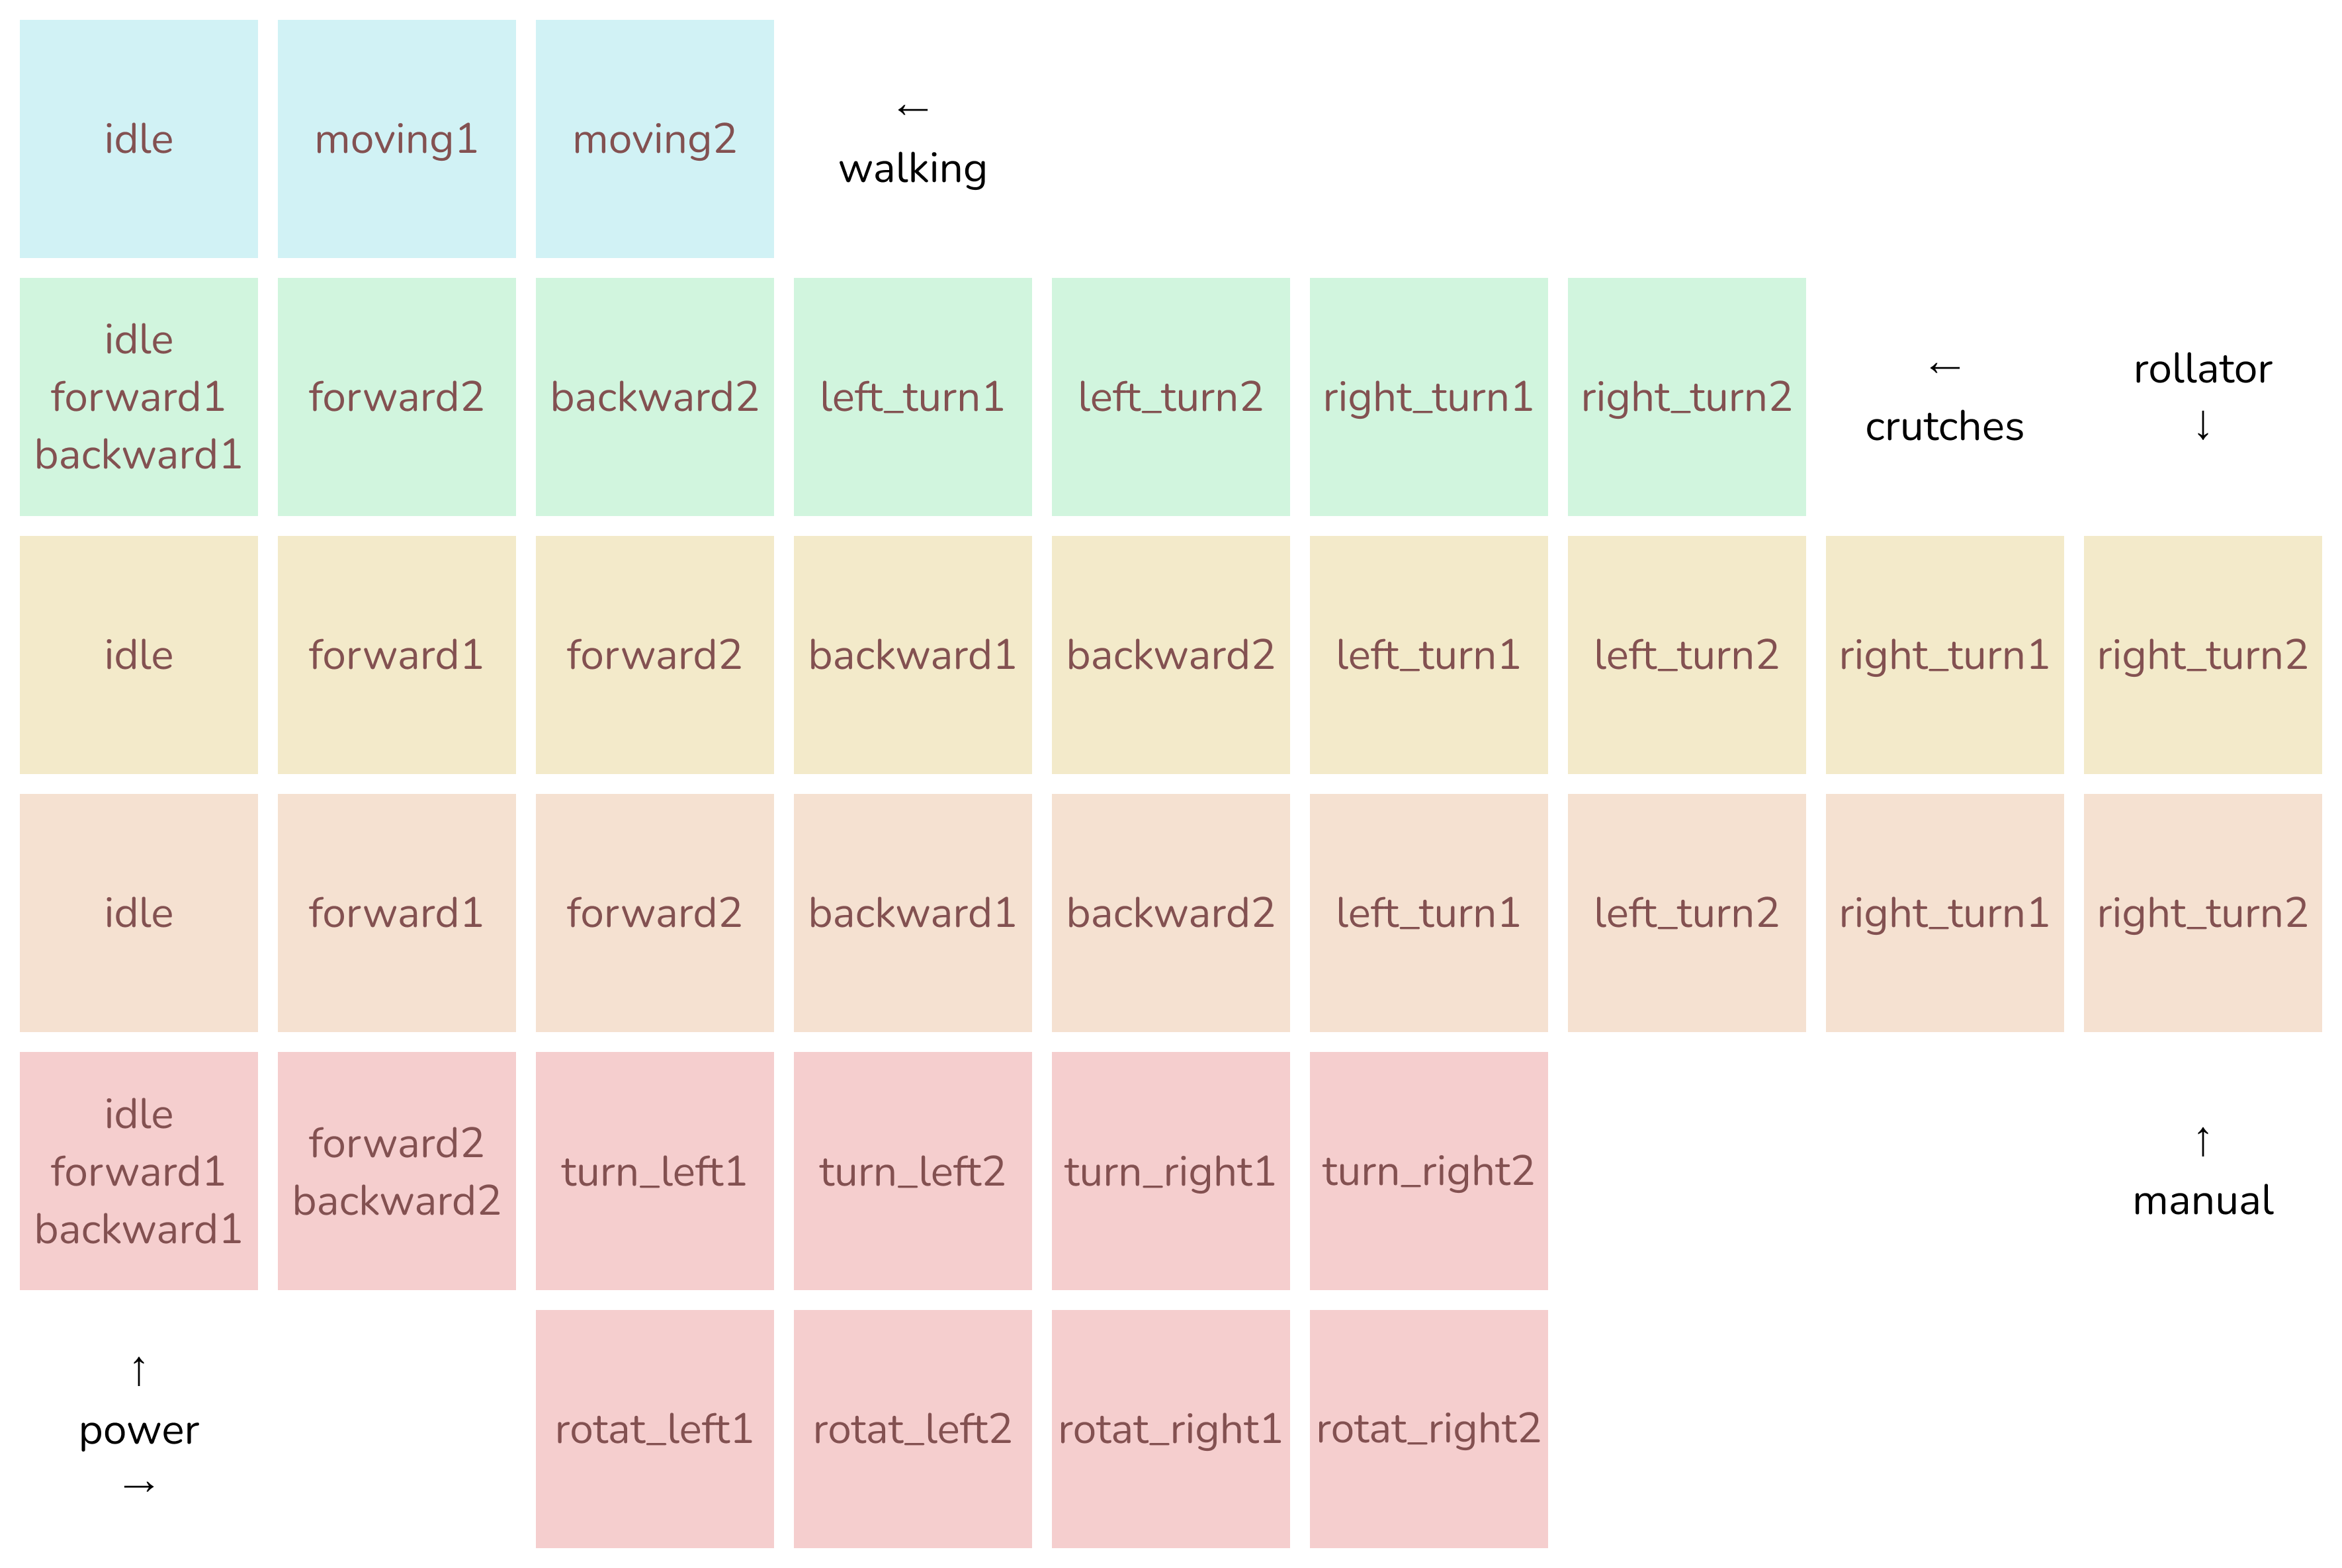 idle
moving1
moving2
←
walking
idle
forward1
backward1
forward2
backward2
left_turn1
left_turn2
right_turn1
right_turn2
←
crutches
rollator
↓
idle
forward1
forward2
backward1
backward2
left_turn1
left_turn2
right_turn1
right_turn2
idle
forward1
forward2
backward1
backward2
left_turn1
left_turn2
right_turn1
right_turn2
idle
forward1
backward1
forward2
backward2
turn_left1
turn_left2
turn_right1
turn_right2
↑
manual
↑
power
→
rotat_left1
rotat_left2
rotat_right1
rotat_right2